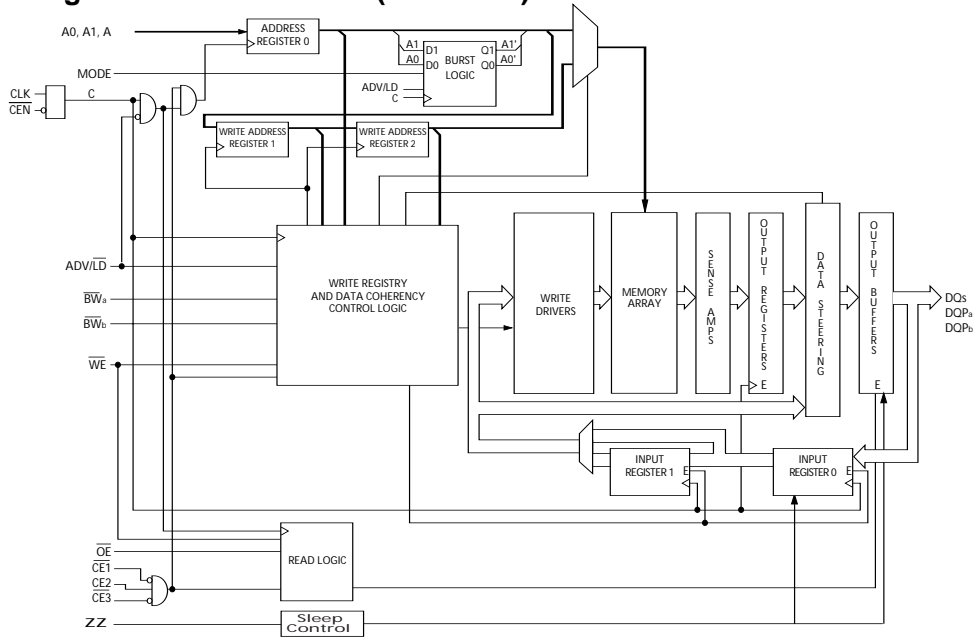 A0, A1, A
ADDRESS
REGISTER 0
A1
D1
Q1
A1'
A0
D0
Q0
A0'
BURST
LOGIC
MODE
ADV/LD
C
CLK
C
CEN
WRITE ADDRESS
REGISTER 1
WRITE ADDRESS
REGISTER 2
ADV/LD
BWa
BWb
WE
WRITE REGISTRY
AND DATA COHERENCY
CONTROL LOGIC
WRITE
DRIVERS
MEMORY
ARRAY
SENSE AMPS
OUTPUT REGISTERS
E
DATA STEERING
OUTPUT BUFFERS
E
DQs
DQPa
DQPb
INPUT
REGISTER 1
E
INPUT
REGISTER 0
E
OE
READ LOGIC
CE1
CE2
CE3
ZZ
Sleep
Control